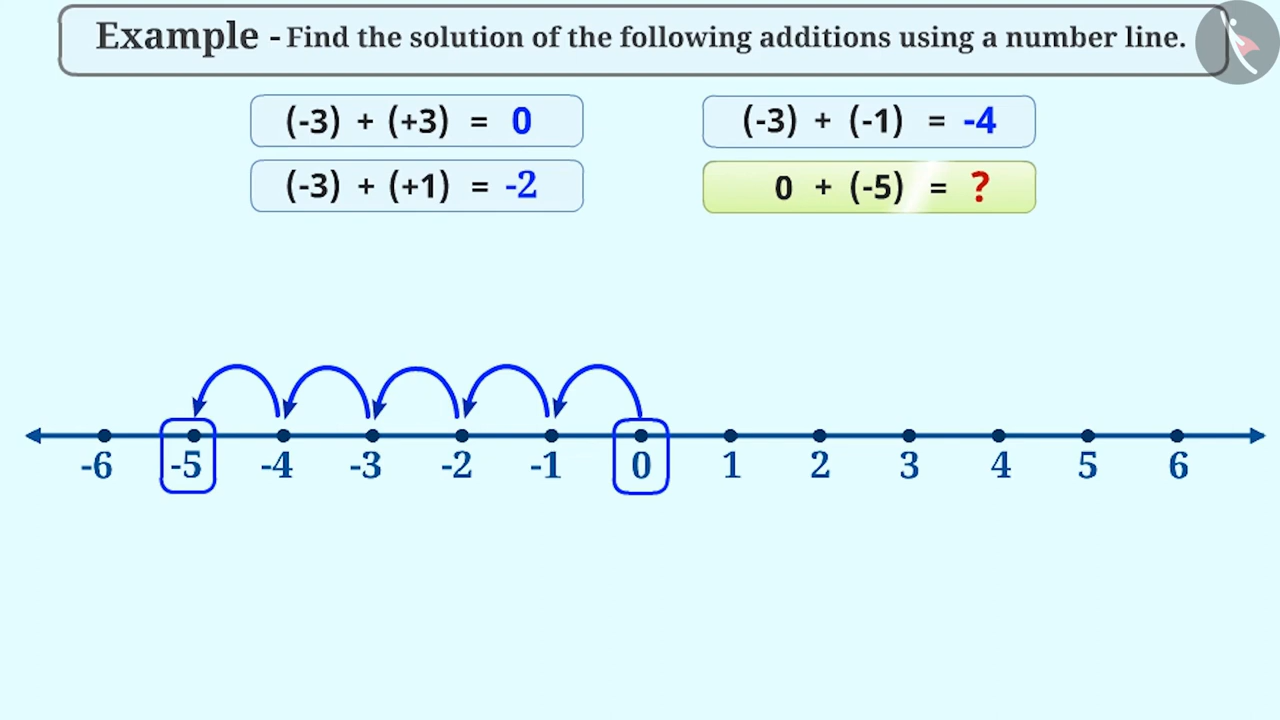 Example - Find the solution of the following additions using a number line.
(-3) + (+3) = 0
(-3) + (-1) = -4
(-3) + (+1) = -2
0 + (-5) = ?
-6 -5 -4 -3 -2 -1 0 1 2 3 4 5 6